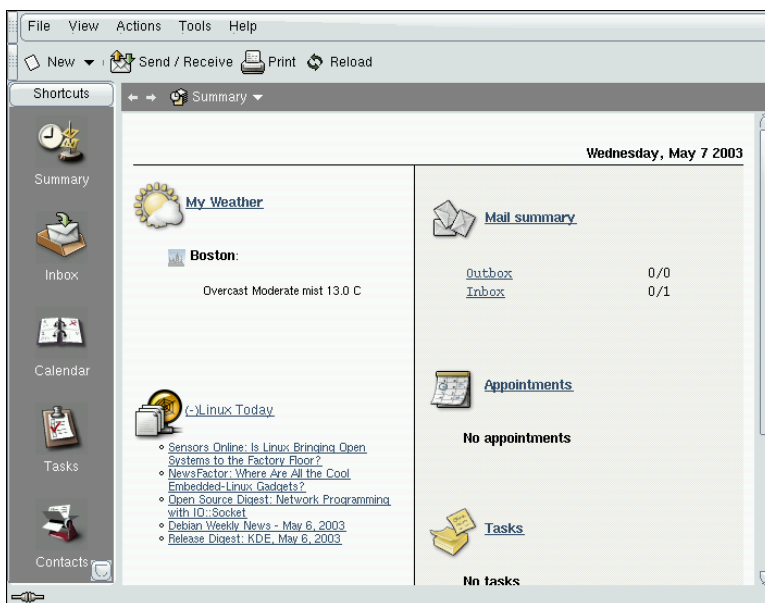 File View Actions Tools Help
New Send / Receive Print Reload
Shortcuts
Summary
Summary
Inbox
Calendar
Tasks
Contacts
Wednesday, May 7 2003
My Weather
Boston:
Overcast Moderate mist 13.0 C
(-)Linux Today
Sensors Online: Is Linux Bringing Open
Systems to the Factory Floor?
NewsFactor: Where Are All the Cool
Embedded-Linux Gadgets?
Open Source Digest: Network Programming
with IO::Socket
Debian Weekly News - May 6, 2003
Release Digest: KDE, May 6, 2003
Mail summary
Outbox 0/0
Inbox 0/1
Appointments
No appointments
Tasks
No tasks